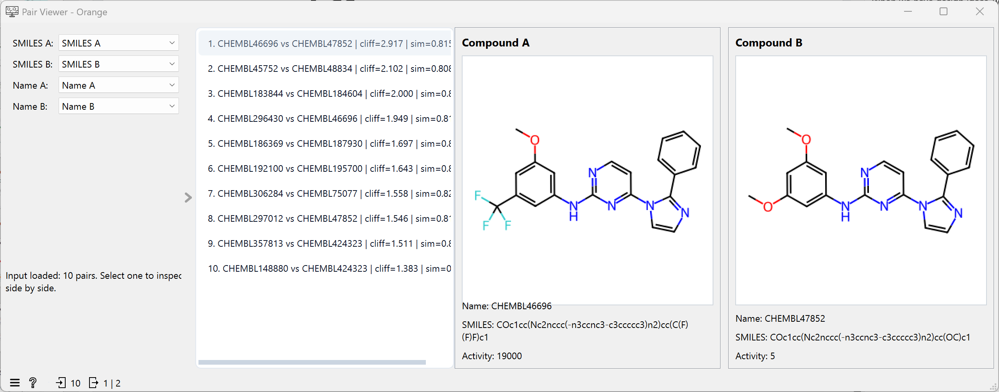 Pair Viewer - Orange
SMILES A: SMILES A
SMILES B: SMILES B
Name A: Name A
Name B: Name B
Input loaded: 10 pairs. Select one to inspec
side by side.
1. CHEMBL46696 vs CHEMBL47852 | cliff=2.917 | sim=0.815
2. CHEMBL45752 vs CHEMBL48834 | cliff=2.102 | sim=0.808
3. CHEMBL183844 vs CHEMBL184604 | cliff=2.000 | sim=0.8
4. CHEMBL296430 vs CHEMBL46696 | cliff=1.949 | sim=0.81
5. CHEMBL186369 vs CHEMBL187930 | cliff=1.697 | sim=0.8
6. CHEMBL192100 vs CHEMBL195700 | cliff=1.643 | sim=0.8
7. CHEMBL306284 vs CHEMBL75077 | cliff=1.558 | sim=0.82
8. CHEMBL297012 vs CHEMBL47852 | cliff=1.546 | sim=0.81
9. CHEMBL357813 vs CHEMBL424323 | cliff=1.511 | sim=0.8
10. CHEMBL148880 vs CHEMBL424323 | cliff=1.383 | sim=0
Compound A
O
N
F
N
H
N
N
N
F
F
Name: CHEMBL46696
SMILES: COc1cc(Nc2nccc(-n3ccnc3-c3ccccc3)n2)cc(C(F)
(F)F)c1
Activity: 19000
Compound B
O
N
O
N
H
N
N
N
Name: CHEMBL47852
SMILES: COc1cc(Nc2nccc(-n3ccnc3-c3ccccc3)n2)cc(OC)c1
Activity: 5
? 10 1 | 2